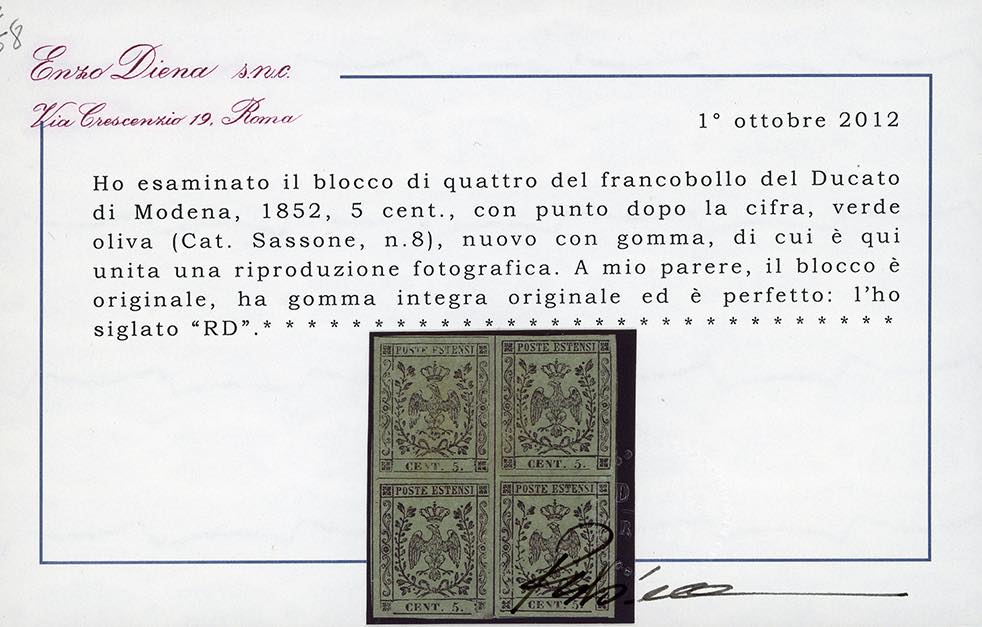 58
Enzo Diena s.n.c.
Via Crescenzio 19, Roma
1° ottobre 2012
Ho esaminato il blocco di quattro del francobollo del Ducato
di Modena, 1852, 5 cent., con punto dopo la cifra, verde
oliva (Cat. Sassone, n.8), nuovo con gomma, di cui è qui
unita una riproduzione fotografica. A mio parere, il blocco è
originale, ha gomma integra originale ed è perfetto: l'ho
siglato “RD”.* * * * * * * * * * * * * * * * * * * * * * * * * * * * *
POSTE ESTENSI POSTE ESTENSI
CENT. 5. CENT. 5.
POSTE ESTENSI POSTE ESTENSI
CENT. 5. CENT. 5.